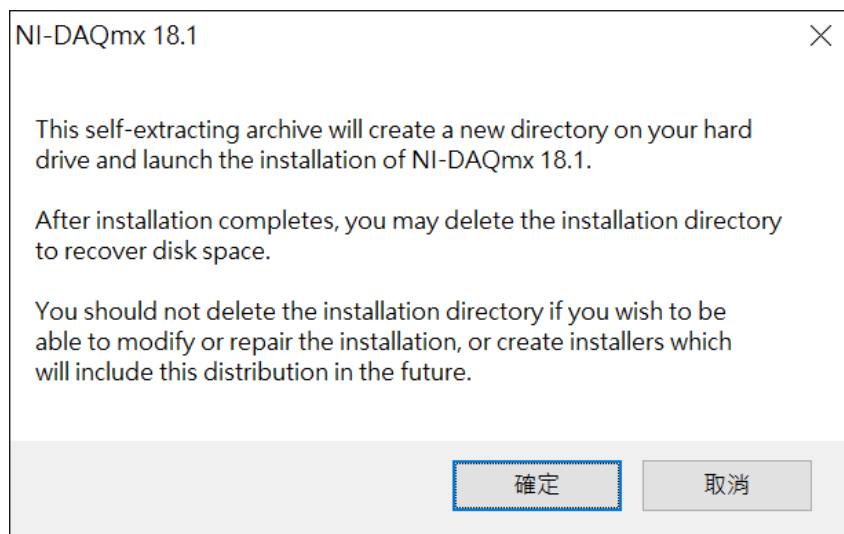 NI-DAQmx 18.1
This self-extracting archive will create a new directory on your hard
drive and launch the installation of NI-DAQmx 18.1.
After installation completes, you may delete the installation directory
to recover disk space.
You should not delete the installation directory if you wish to be
able to modify or repair the installation, or create installers which
will include this distribution in the future.
確定
取消